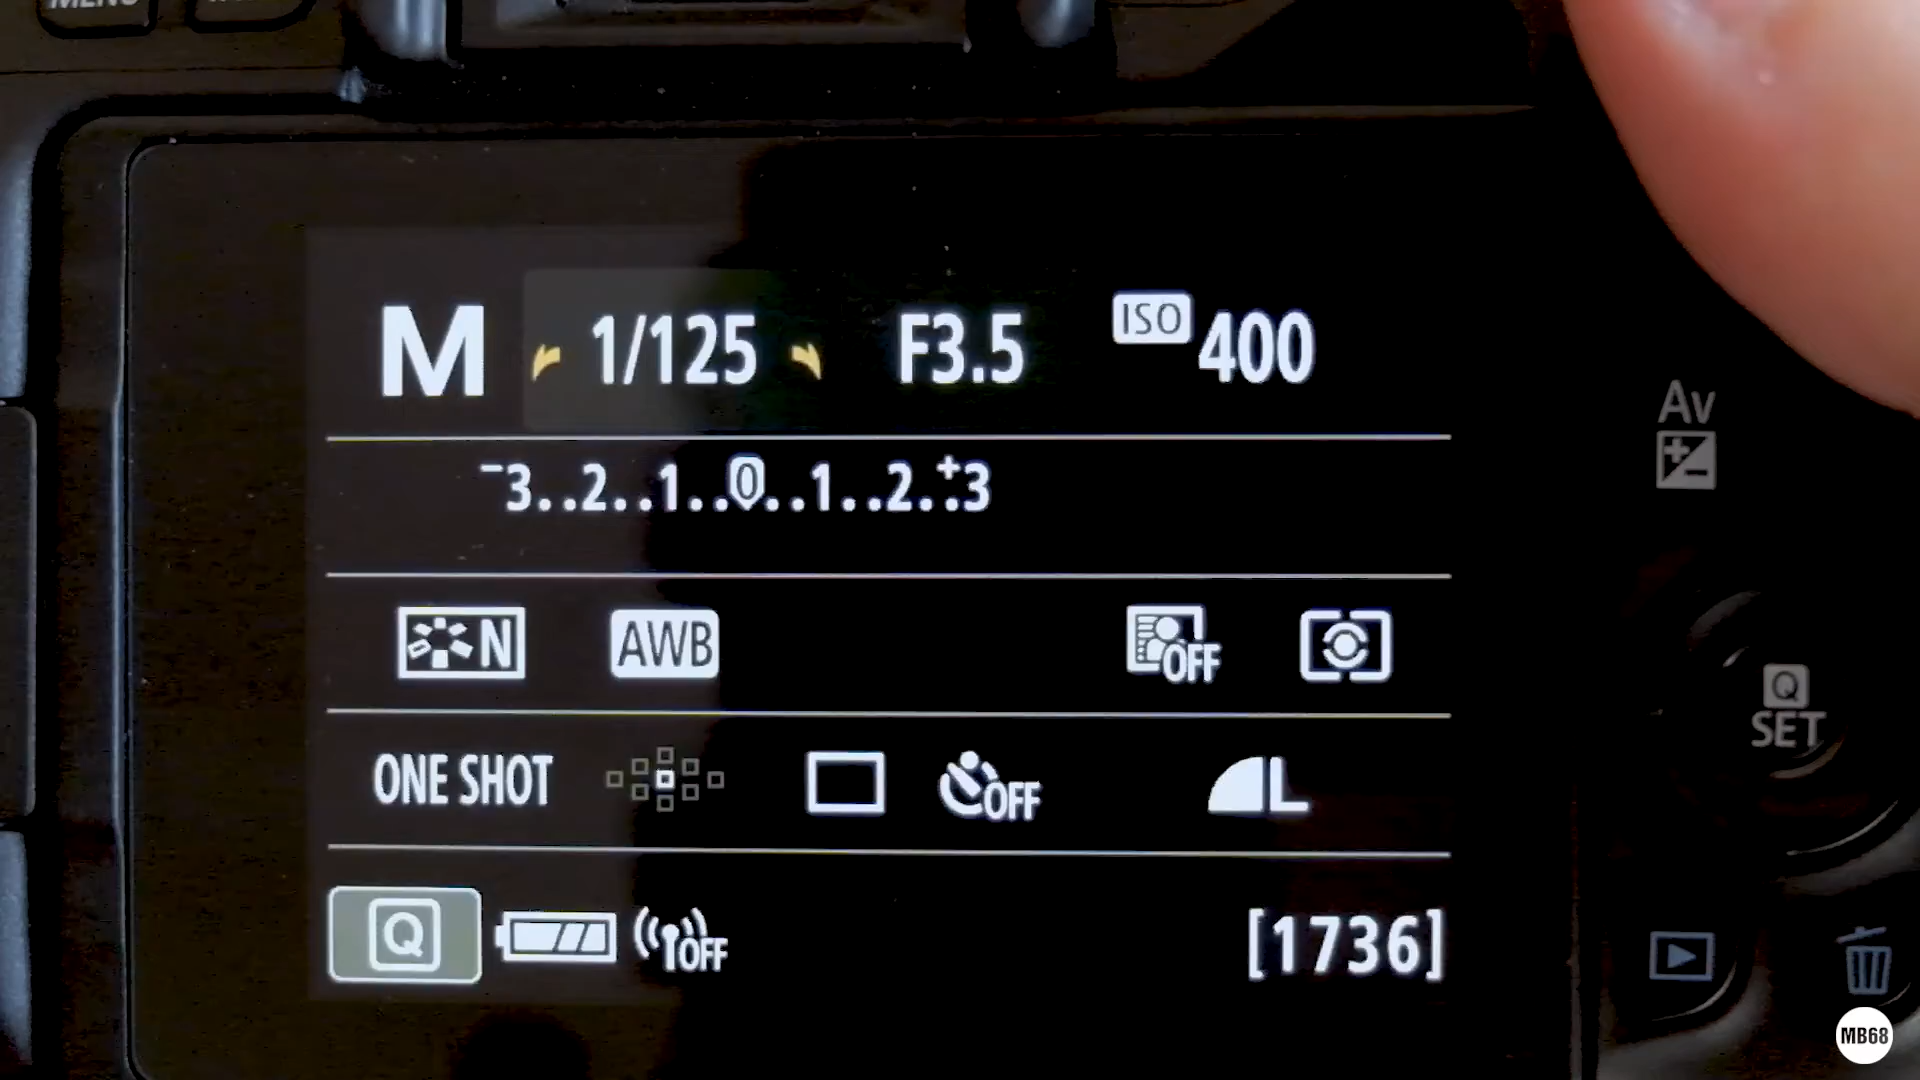 MENU
M 1/125 F3.5 ISO 400
-3..2..1..0..1..2..+3
N AWB OFF
ONE SHOT OFF L
Q OFF [1736]
Av
Q
SET
MB68